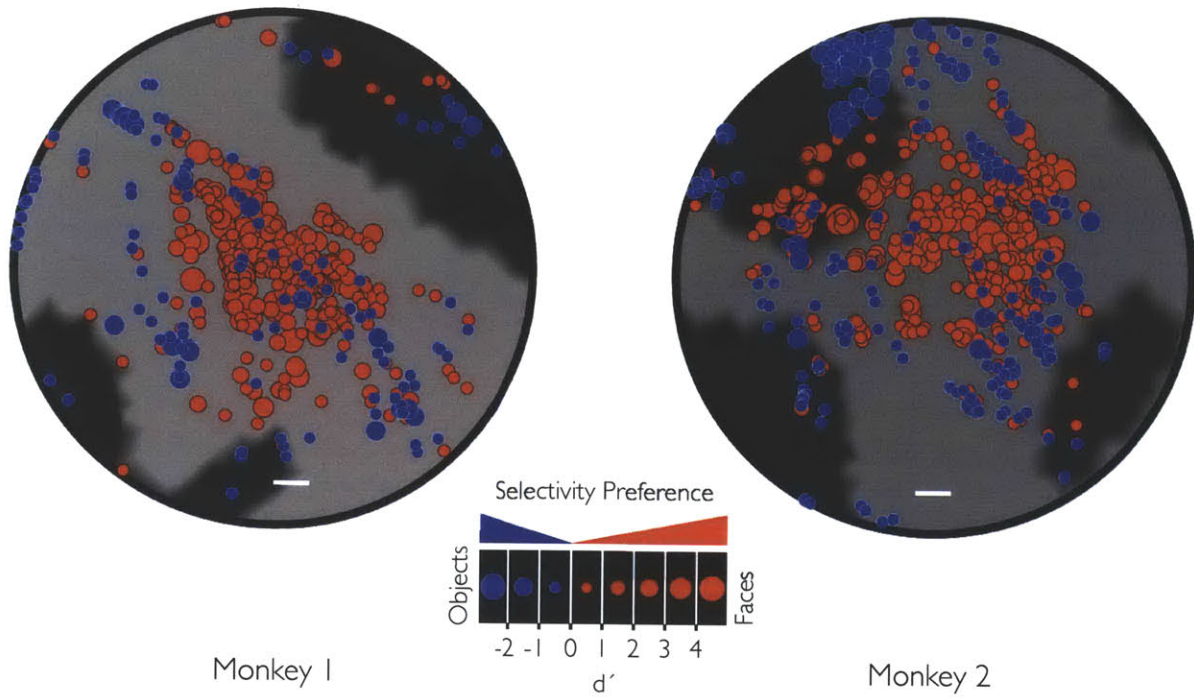 Selectivity Preference
Objects
Faces
-2 -1 0 1 2 3 4
d´
Monkey 1
Monkey 2